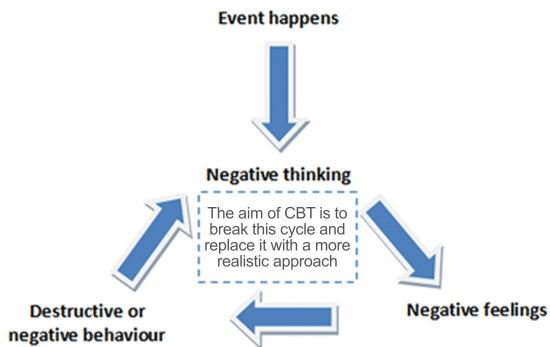 Event happens
Negative thinking
The aim of CBT is to
break this cycle and
replace it with a more
realistic approach
Negative feelings
Destructive or
negative behaviour